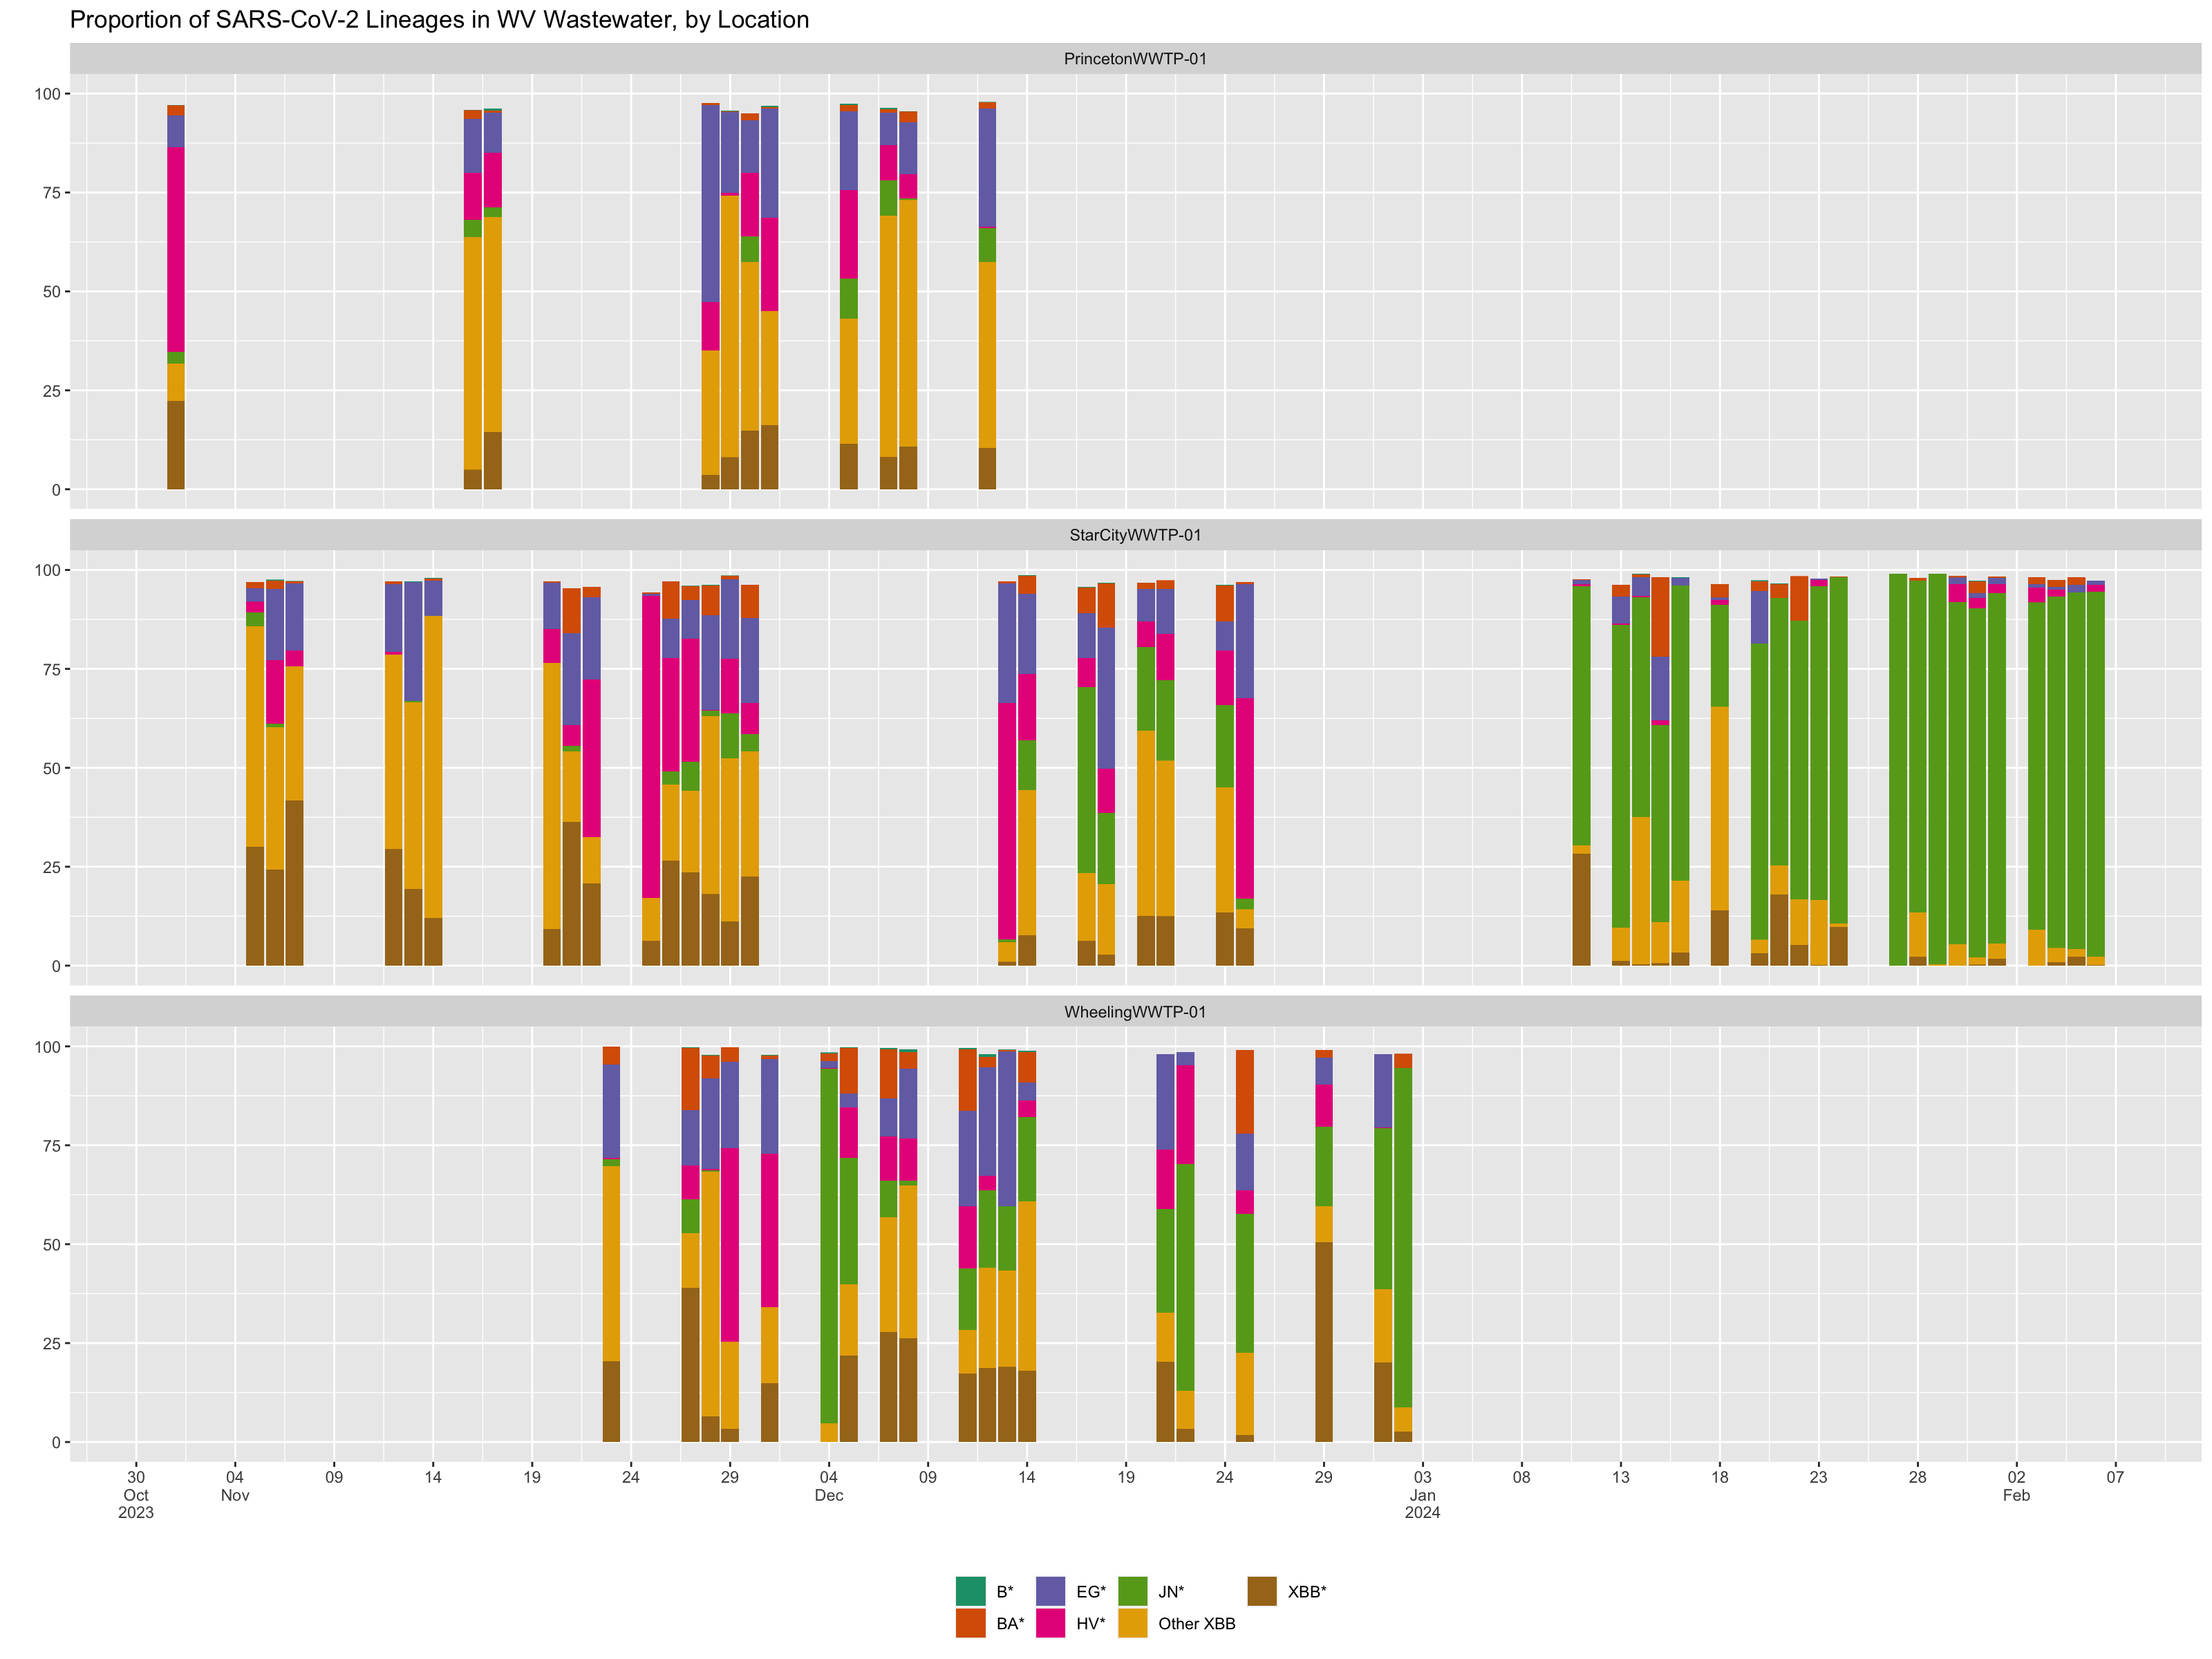 Proportion of SARS-CoV-2 Lineages in WV Wastewater, by Location
PrincetonWWTP-01
100
75
50
25
0
StarCityWWTP-01
100
75
50
25
0
WheelingWWTP-01
100
75
50
25
0
30 04 09 14 19 24 29 04 09 14 19 24 29 03 08 13 18 23 28 02 07
Oct Nov Dec Jan Feb
2023 2024
B* EG* JN* XBB*
BA* HV* Other XBB